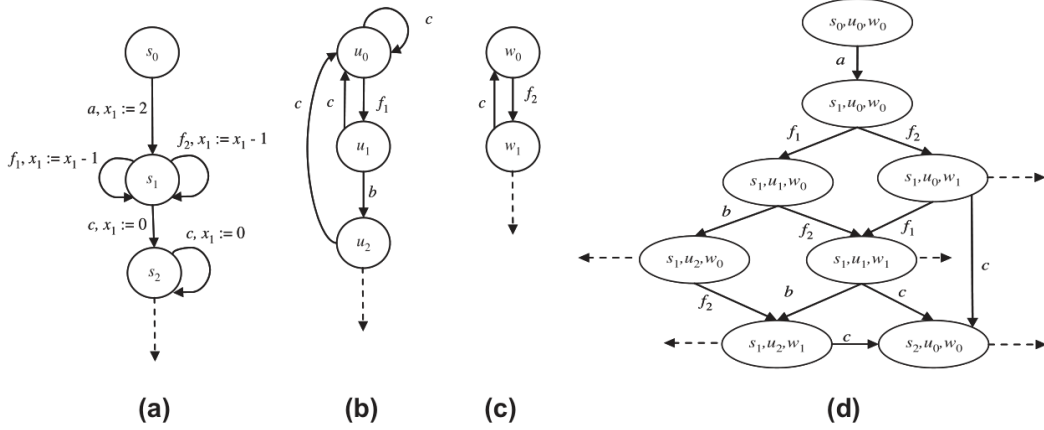 s0
a, x1 := 2
f1, x1 := x1 - 1
f2, x1 := x1 - 1
s1
c, x1 := 0
c, x1 := 0
s2
(a)
c
u0
c
c
f1
u1
b
u2
(b)
w0
c
f2
w1
(c)
s0, u0, w0
a
s1, u0, w0
f1
f2
s1, u1, w0
s1, u0, w1
b
f2
f1
s1, u2, w0
s1, u1, w1
c
f2
b
c
s1, u2, w1
c
s2, u0, w0
(d)